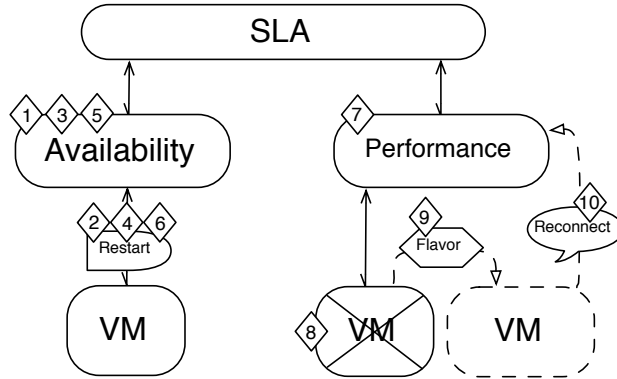 SLA
1 3 5
7
Availability
Performance
2 4 6
9
10
Restart
Flavor
Reconnect
8
VM
VM
VM